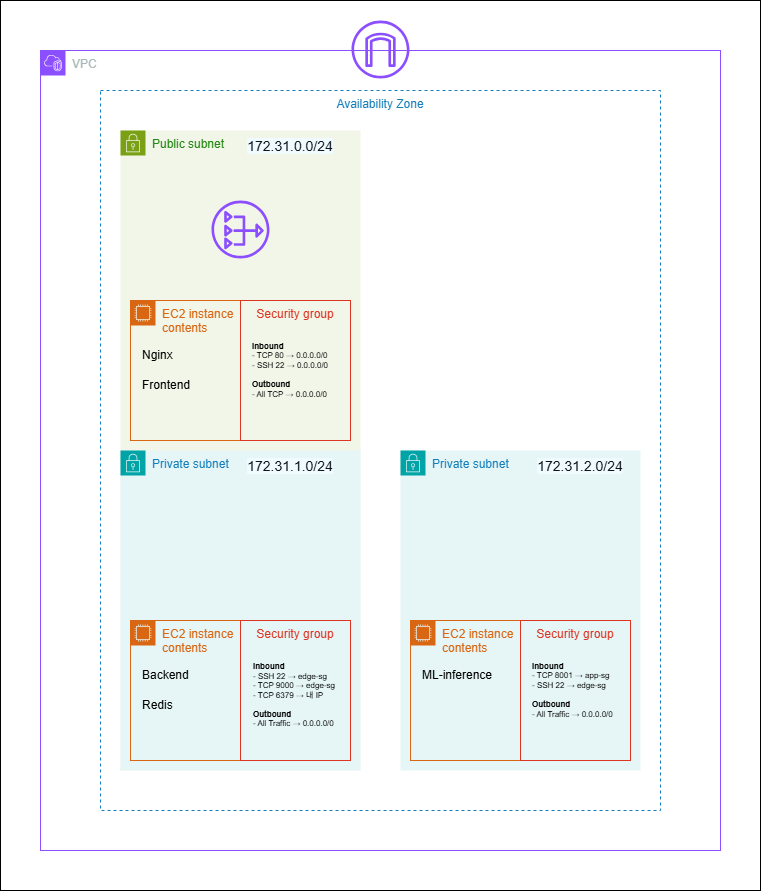 VPC
Availability Zone
Public subnet
172.31.0.0/24
EC2 instance
contents
Nginx
Frontend
Security group
Inbound
- TCP 80 → 0.0.0.0/0
- SSH 22 → 0.0.0.0/0
Outbound
- All TCP → 0.0.0.0/0
Private subnet
172.31.1.0/24
EC2 instance
contents
Backend
Redis
Security group
Inbound
- SSH 22 → edge-sg
- TCP 9000 → edge-sg
- TCP 6379 → 내 IP
Outbound
- All Traffic → 0.0.0.0/0
Private subnet
172.31.2.0/24
EC2 instance
contents
ML-inference
Security group
Inbound
- TCP 8001 → app-sg
- SSH 22 → edge-sg
Outbound
- All Traffic → 0.0.0.0/0